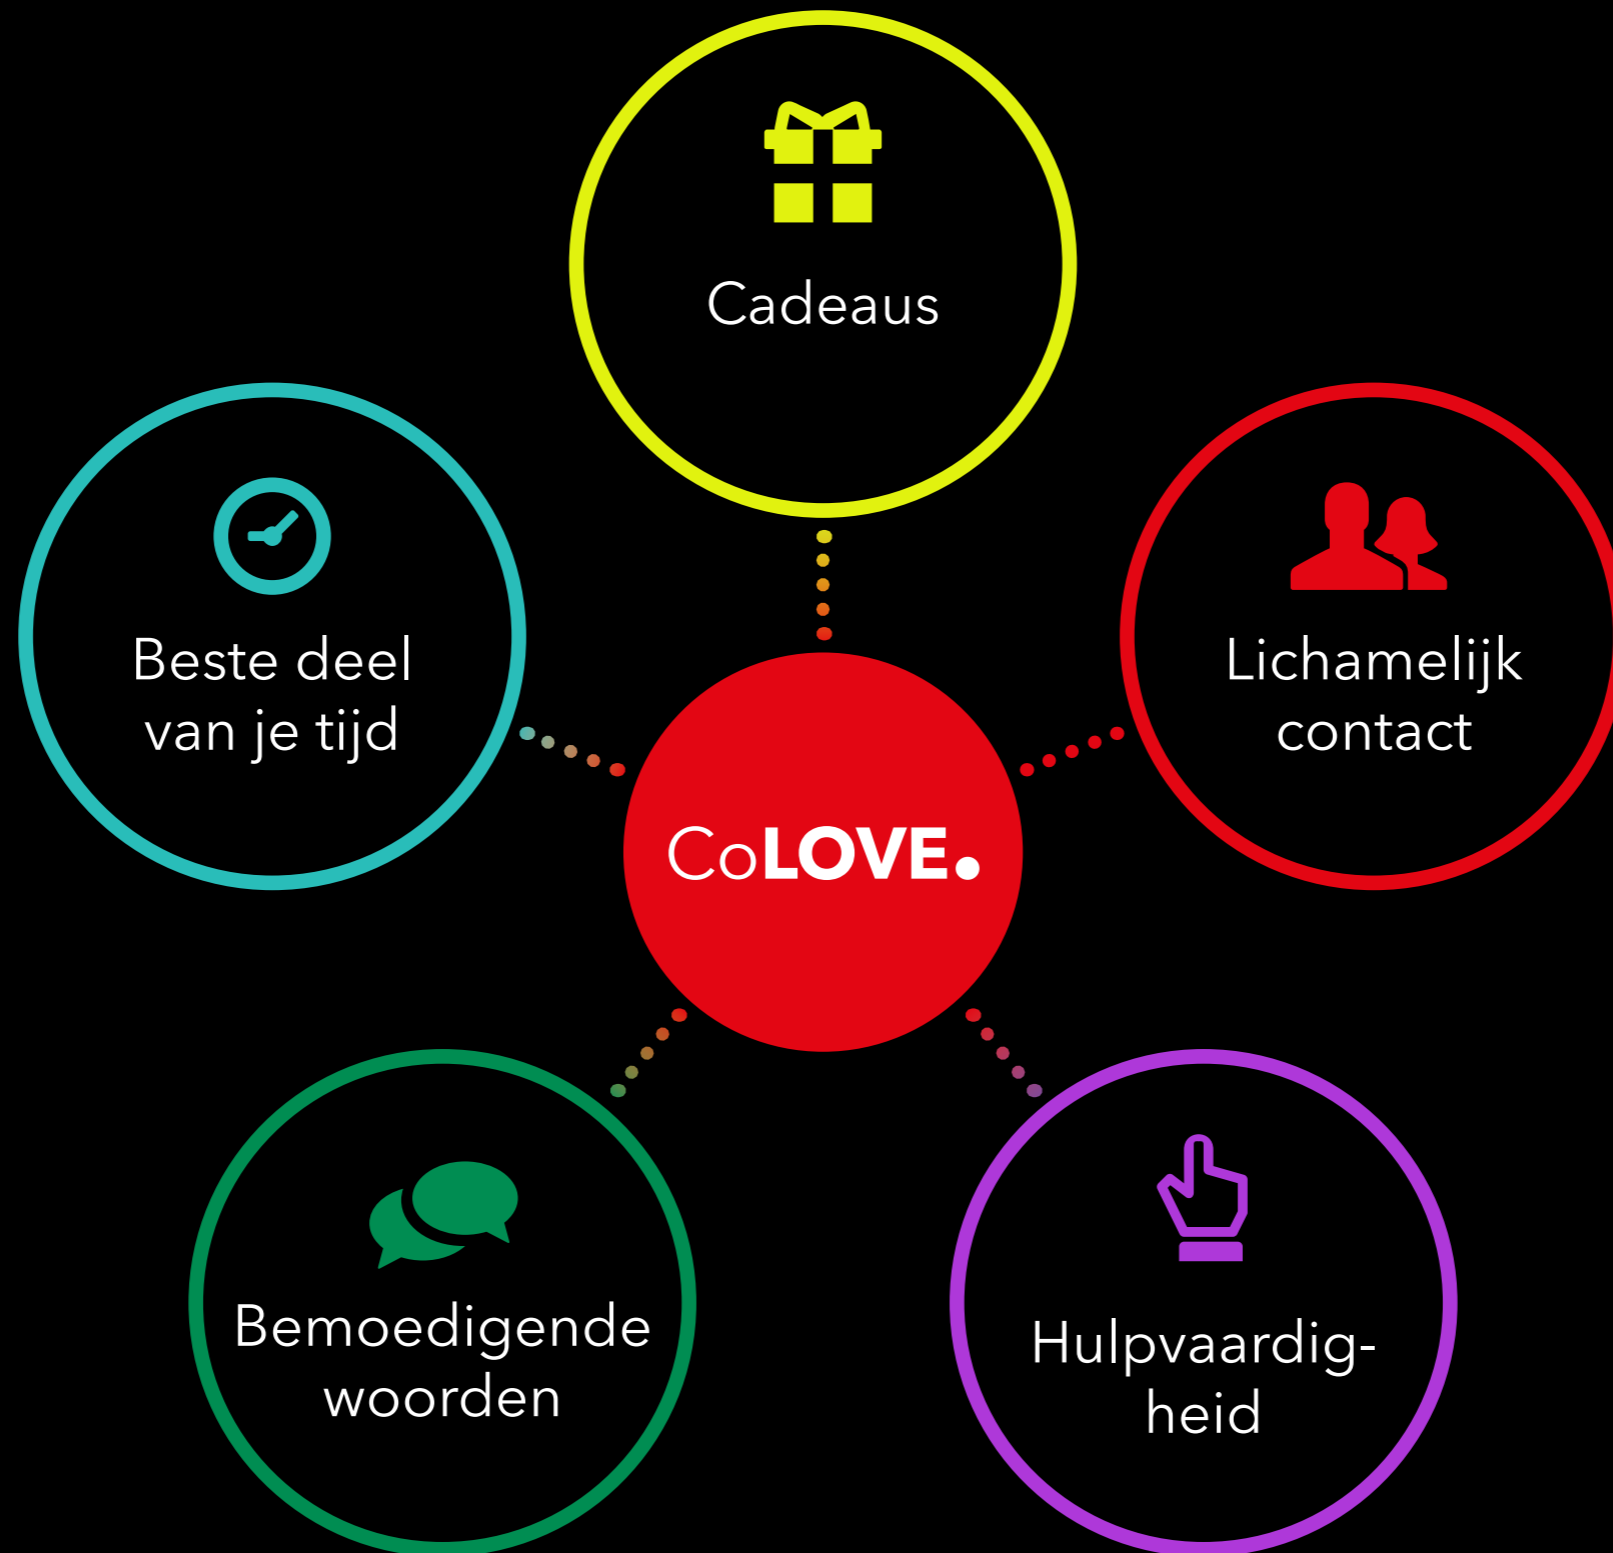 Cadeaus
Beste deel
van je tijd
Lichamelijk
contact
CoLOVE.
Bemoedigende
woorden
Hulpvaardig-
heid